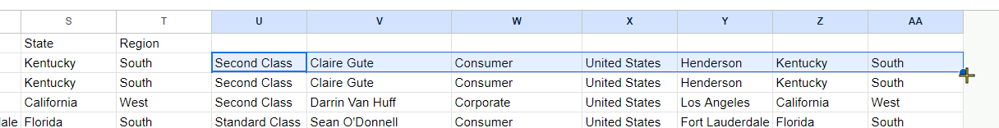 S T U V W X Y Z AA
State Region
Kentucky South Second Class Claire Gute Consumer United States Henderson Kentucky South
Kentucky South Second Class Claire Gute Consumer United States Henderson Kentucky South
California West Second Class Darrin Van Huff Corporate United States Los Angeles California West
dale Florida South Standard Class Sean O'Donnell Consumer United States Fort Lauderdale Florida South